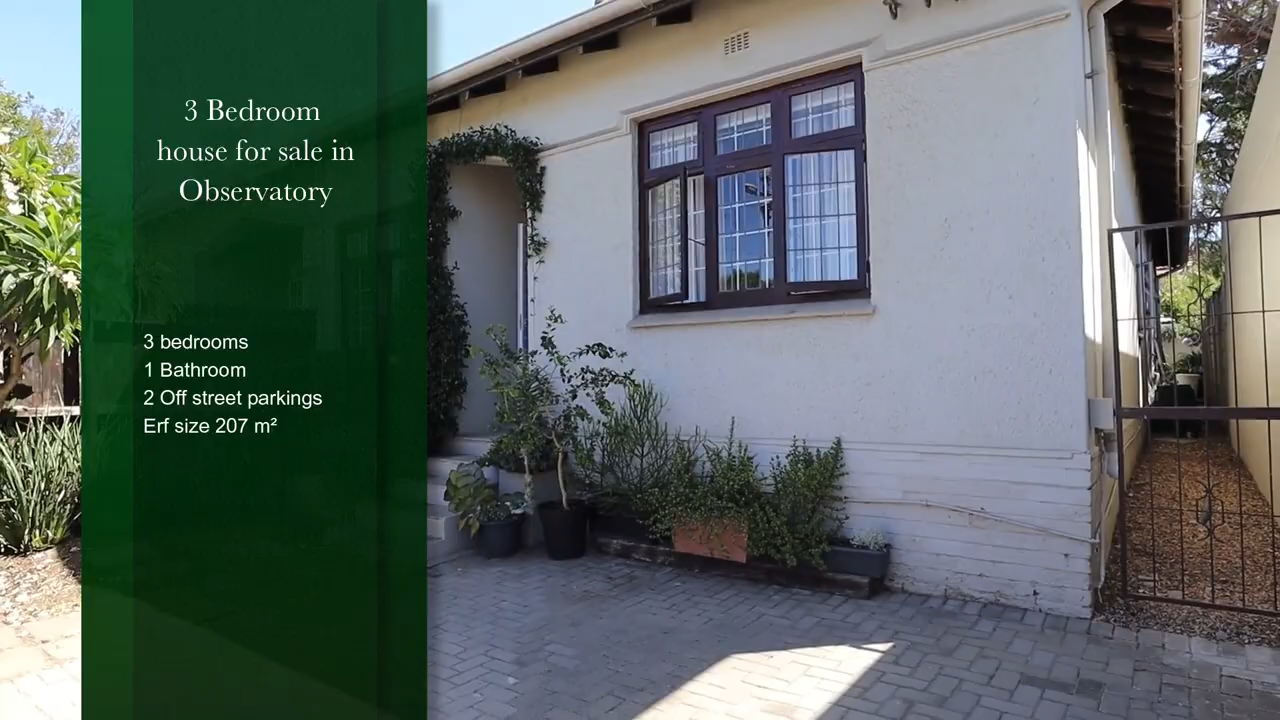 3 Bedroom
house for sale in
Observatory
3 bedrooms
1 Bathroom
2 Off street parkings
Erf size 207 m²